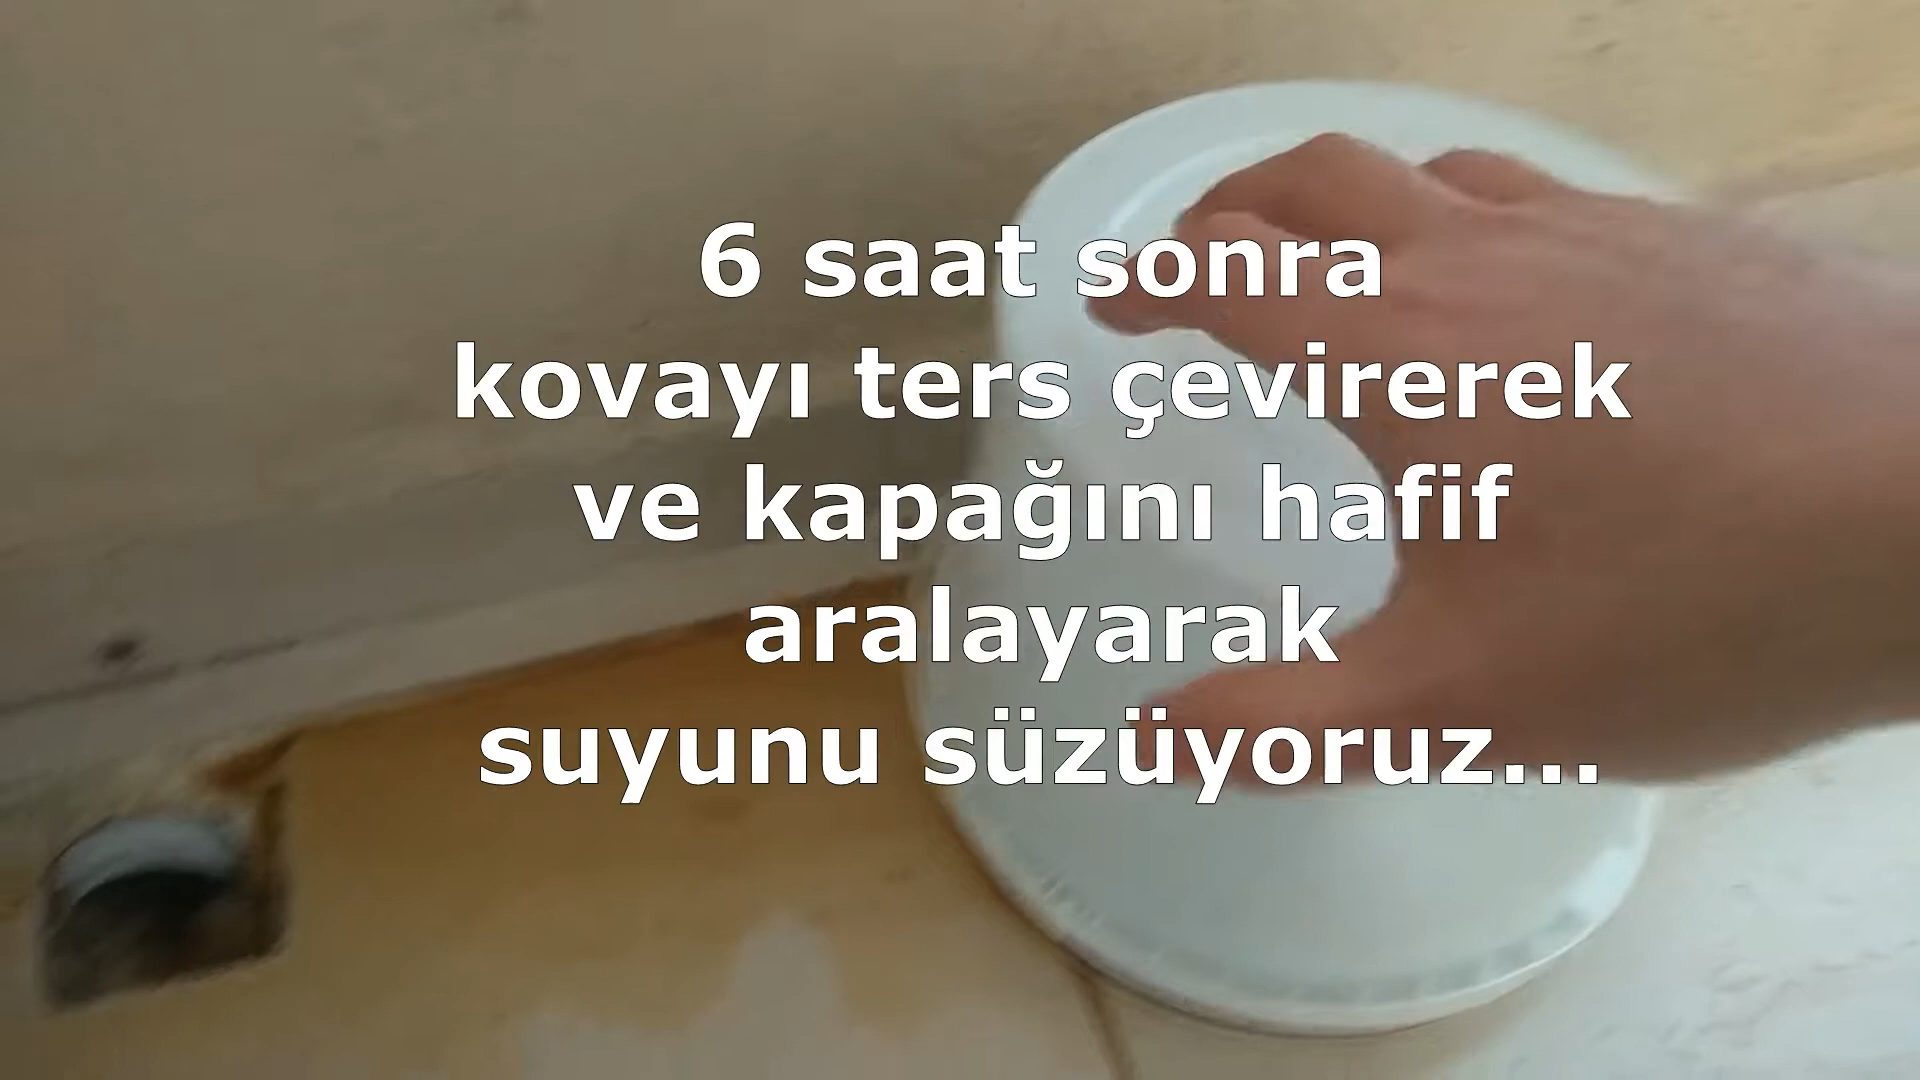 6 saat sonra
kovayı ters çevirerek
ve kapağını hafif
aralayarak
suyunu süzüyoruz...